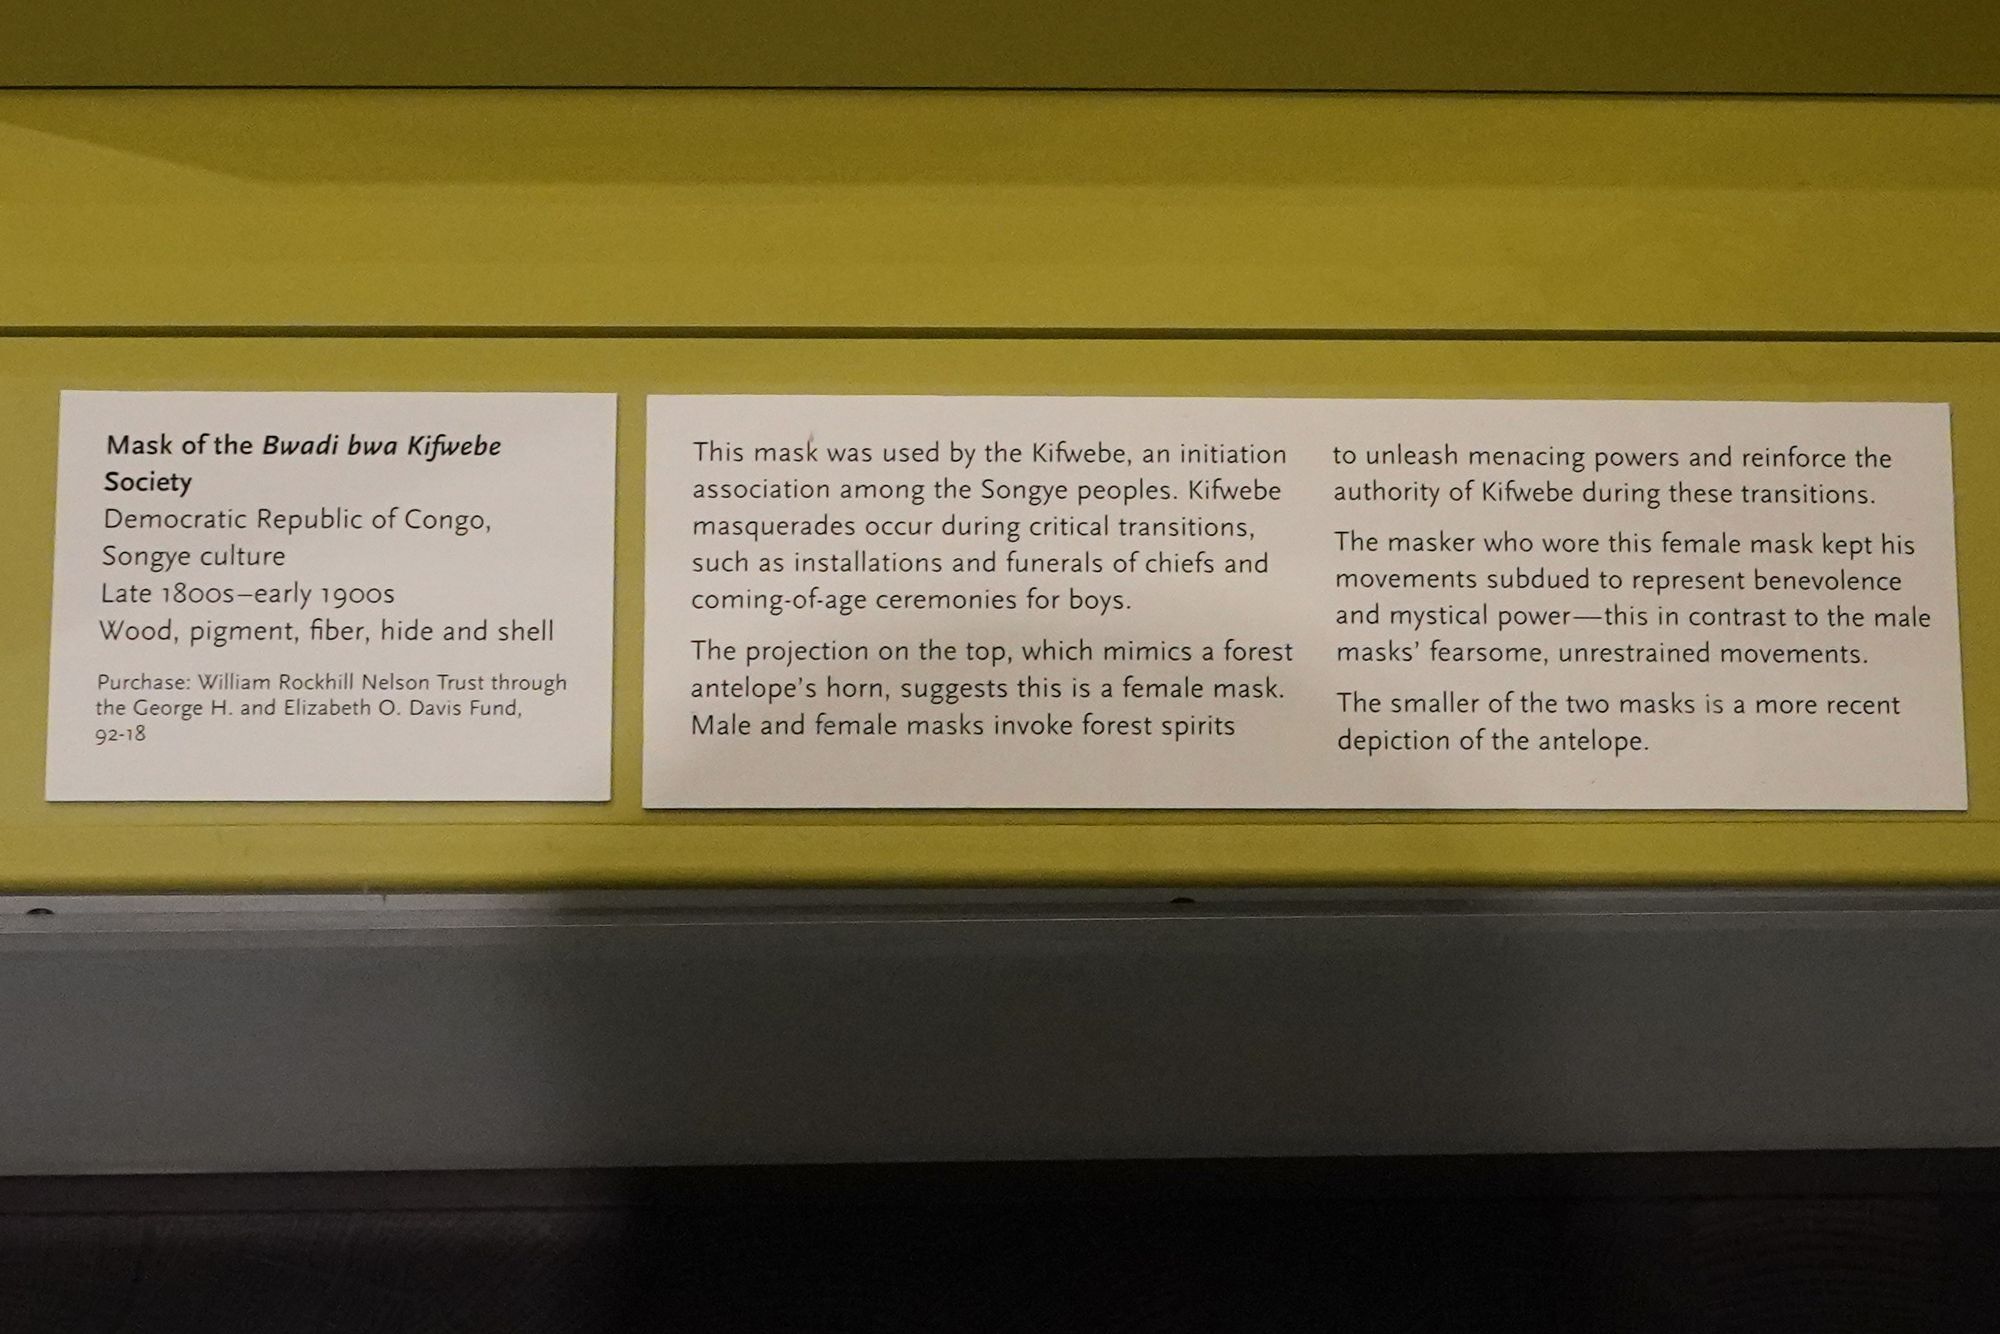 Mask of the Bwadi bwa Kifwebe
Society
Democratic Republic of Congo,
Songye culture
Late 1800s–early 1900s
Wood, pigment, fiber, hide and shell
Purchase: William Rockhill Nelson Trust through
the George H. and Elizabeth O. Davis Fund,
92-18
This mask was used by the Kifwebe, an initiation
association among the Songye peoples. Kifwebe
masquerades occur during critical transitions,
such as installations and funerals of chiefs and
coming-of-age ceremonies for boys.
The projection on the top, which mimics a forest
antelope's horn, suggests this is a female mask.
Male and female masks invoke forest spirits
to unleash menacing powers and reinforce the
authority of Kifwebe during these transitions.
The masker who wore this female mask kept his
movements subdued to represent benevolence
and mystical power—this in contrast to the male
masks' fearsome, unrestrained movements.
The smaller of the two masks is a more recent
depiction of the antelope.